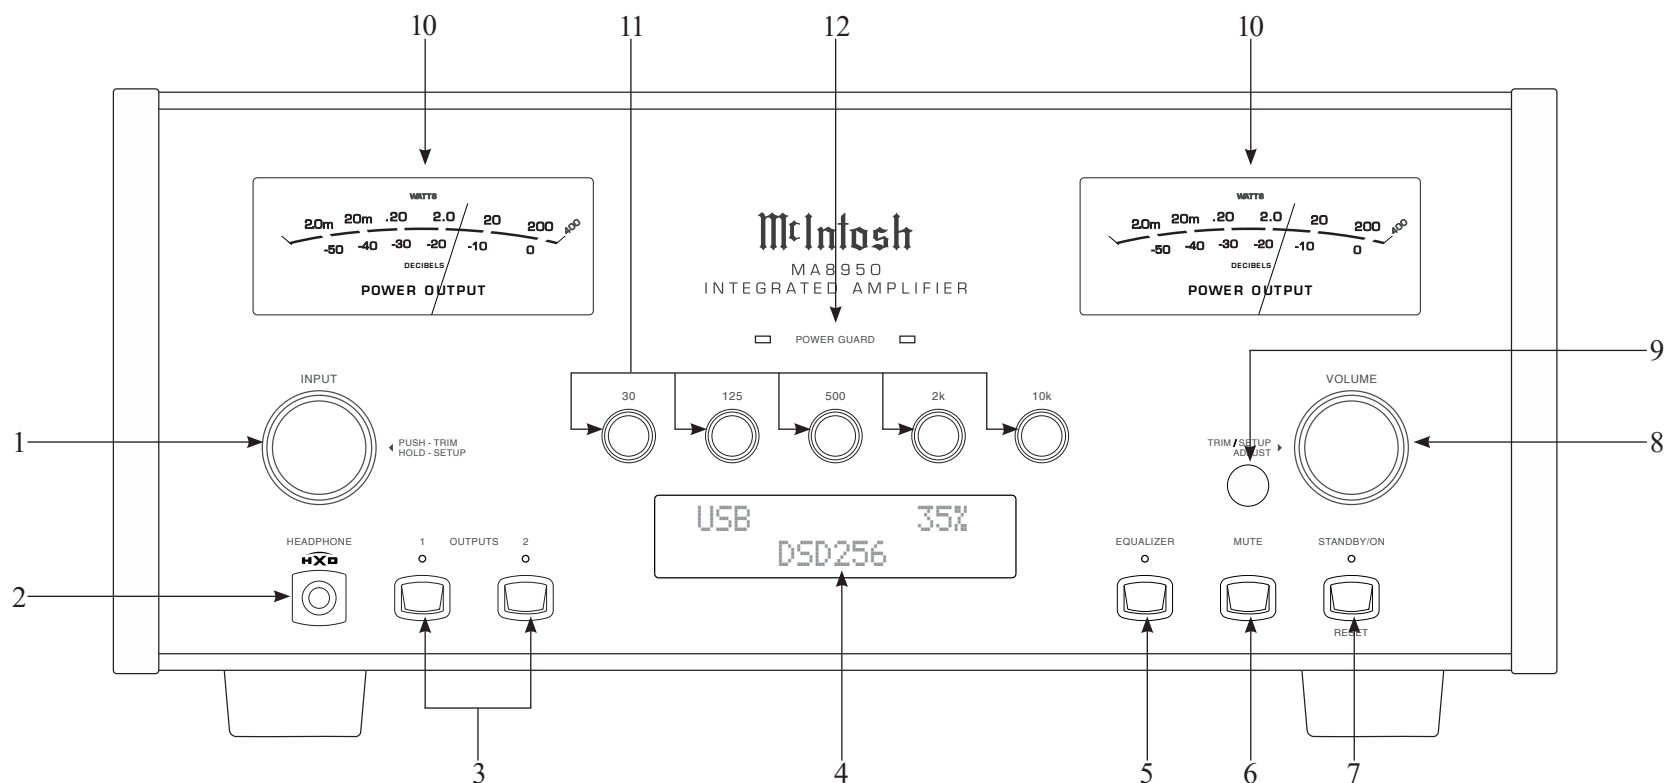 10 11 12 10
WATTS
2.0m 20m .20 2.0 20 200 400
-50 -40 -30 -20 -10 0
DECIBELS
POWER OUTPUT
McIntosh
MA8950
INTEGRATED AMPLIFIER
WATTS
2.0m 20m .20 2.0 20 200 400
-50 -40 -30 -20 -10 0
DECIBELS
POWER OUTPUT
POWER GUARD
9
INPUT
30 125 500 2k 10k
VOLUME
1
PUSH - TRIM
HOLD - SETUP
TRIM / SETUP
ADJUST
8
USB 35%
DSD256
HEADPHONE
HXD
1 OUTPUTS 2
EQUALIZER MUTE STANDBY/ON
2
RESET
3 4 5 6 7